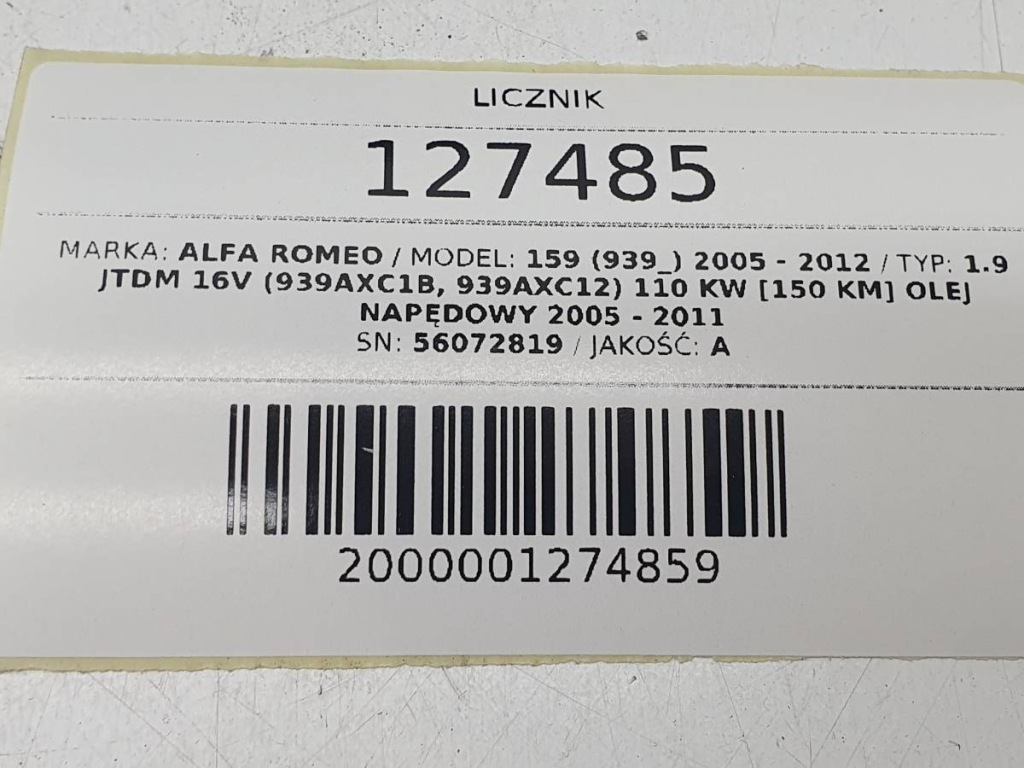 LICZNIK
127485
MARKA: ALFA ROMEO / MODEL: 159 (939_) 2005 - 2012 / TYP: 1.9
JTDM 16V (939AXC1B, 939AXC12) 110 KW [150 KM] OLEJ
NAPĘDOWY 2005 - 2011
SN: 56072819 / JAKOŚĆ: A
2000001274859